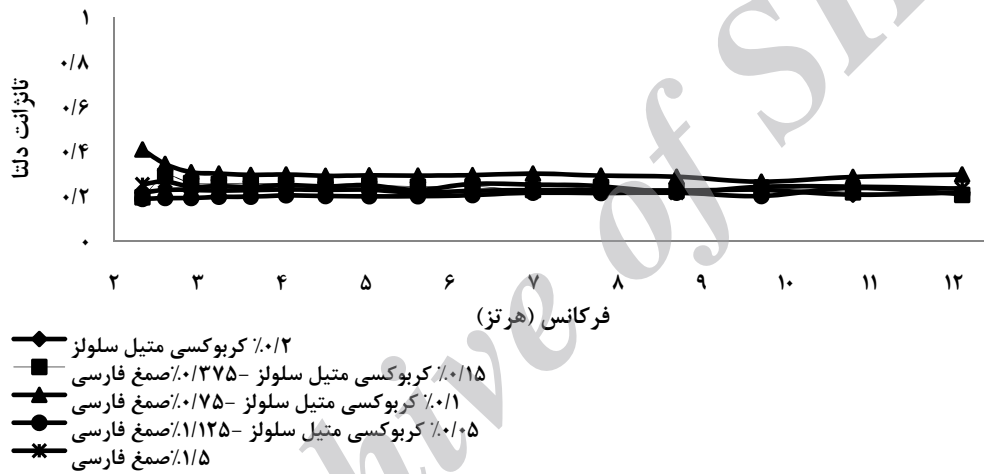 ۱
۰/۸
۰/۶
۰/۴
۰/۲
۰
تانژانت دلتا
۲ ۳ ۴ ۵ ۶ ۷ ۸ ۹ ۱۰ ۱۱ ۱۲
فرکانس (هرتز)
۰/۲٪ کربوکسی متیل سلولز
۰/۱۵٪ کربوکسی متیل سلولز -۰/۳۷۵٪صمغ فارسی
۰/۱٪ کربوکسی متیل سلولز -۰/۷۵٪صمغ فارسی
۰/۰۵٪ کربوکسی متیل سلولز -۱/۱۲۵٪صمغ فارسی
۱/۵٪صمغ فارسی
hive of SI